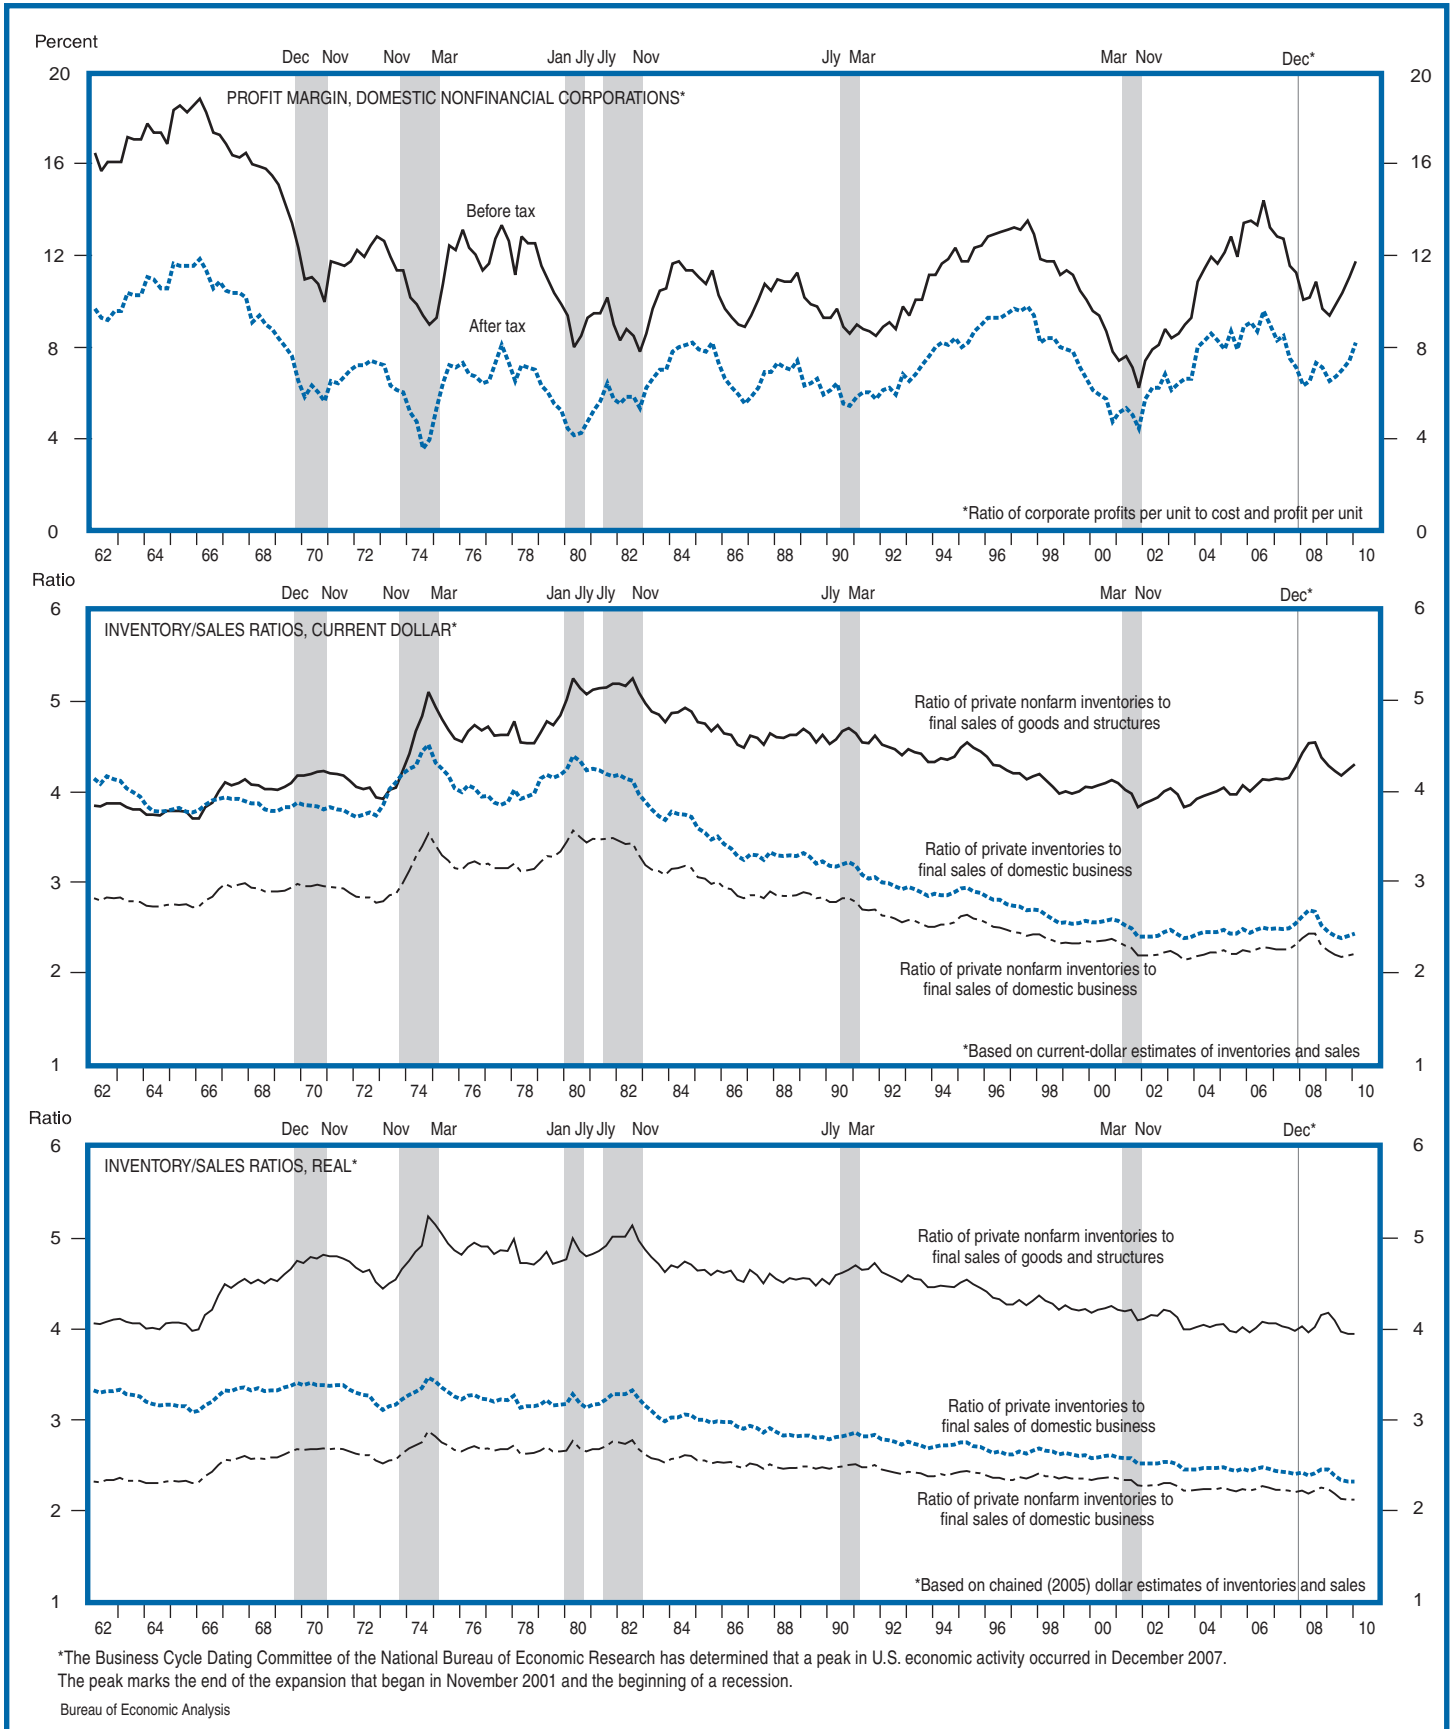 Percent
Dec Nov Nov Mar Jan Jly Jly Nov Jly Mar Mar Nov Dec*
20 20
PROFIT MARGIN, DOMESTIC NONFINANCIAL CORPORATIONS*
16 16
Before tax
12 12
After tax
8 8
4 4
*Ratio of corporate profits per unit to cost and profit per unit
0 0
62 64 66 68 70 72 74 76 78 80 82 84 86 88 90 92 94 96 98 00 02 04 06 08 10
Ratio
Dec Nov Nov Mar Jan Jly Jly Nov Jly Mar Mar Nov Dec*
6 6
INVENTORY/SALES RATIOS, CURRENT DOLLAR*
5 5
Ratio of private nonfarm inventories to
final sales of goods and structures
4 4
Ratio of private inventories to
final sales of domestic business
3 3
Ratio of private nonfarm inventories to
2 2
final sales of domestic business
*Based on current-dollar estimates of inventories and sales
1 1
62 64 66 68 70 72 74 76 78 80 82 84 86 88 90 92 94 96 98 00 02 04 06 08 10
Ratio
Dec Nov Nov Mar Jan Jly Jly Nov Jly Mar Mar Nov Dec*
6 6
INVENTORY/SALES RATIOS, REAL*
5 5
Ratio of private nonfarm inventories to
final sales of goods and structures
4 4
Ratio of private inventories to
3 3
final sales of domestic business
Ratio of private nonfarm inventories to
2 2
final sales of domestic business
*Based on chained (2005) dollar estimates of inventories and sales
1 1
62 64 66 68 70 72 74 76 78 80 82 84 86 88 90 92 94 96 98 00 02 04 06 08 10
*The Business Cycle Dating Committee of the National Bureau of Economic Research has determined that a peak in U.S. economic activity occurred in December 2007.
The peak marks the end of the expansion that began in November 2001 and the beginning of a recession.
Bureau of Economic Analysis